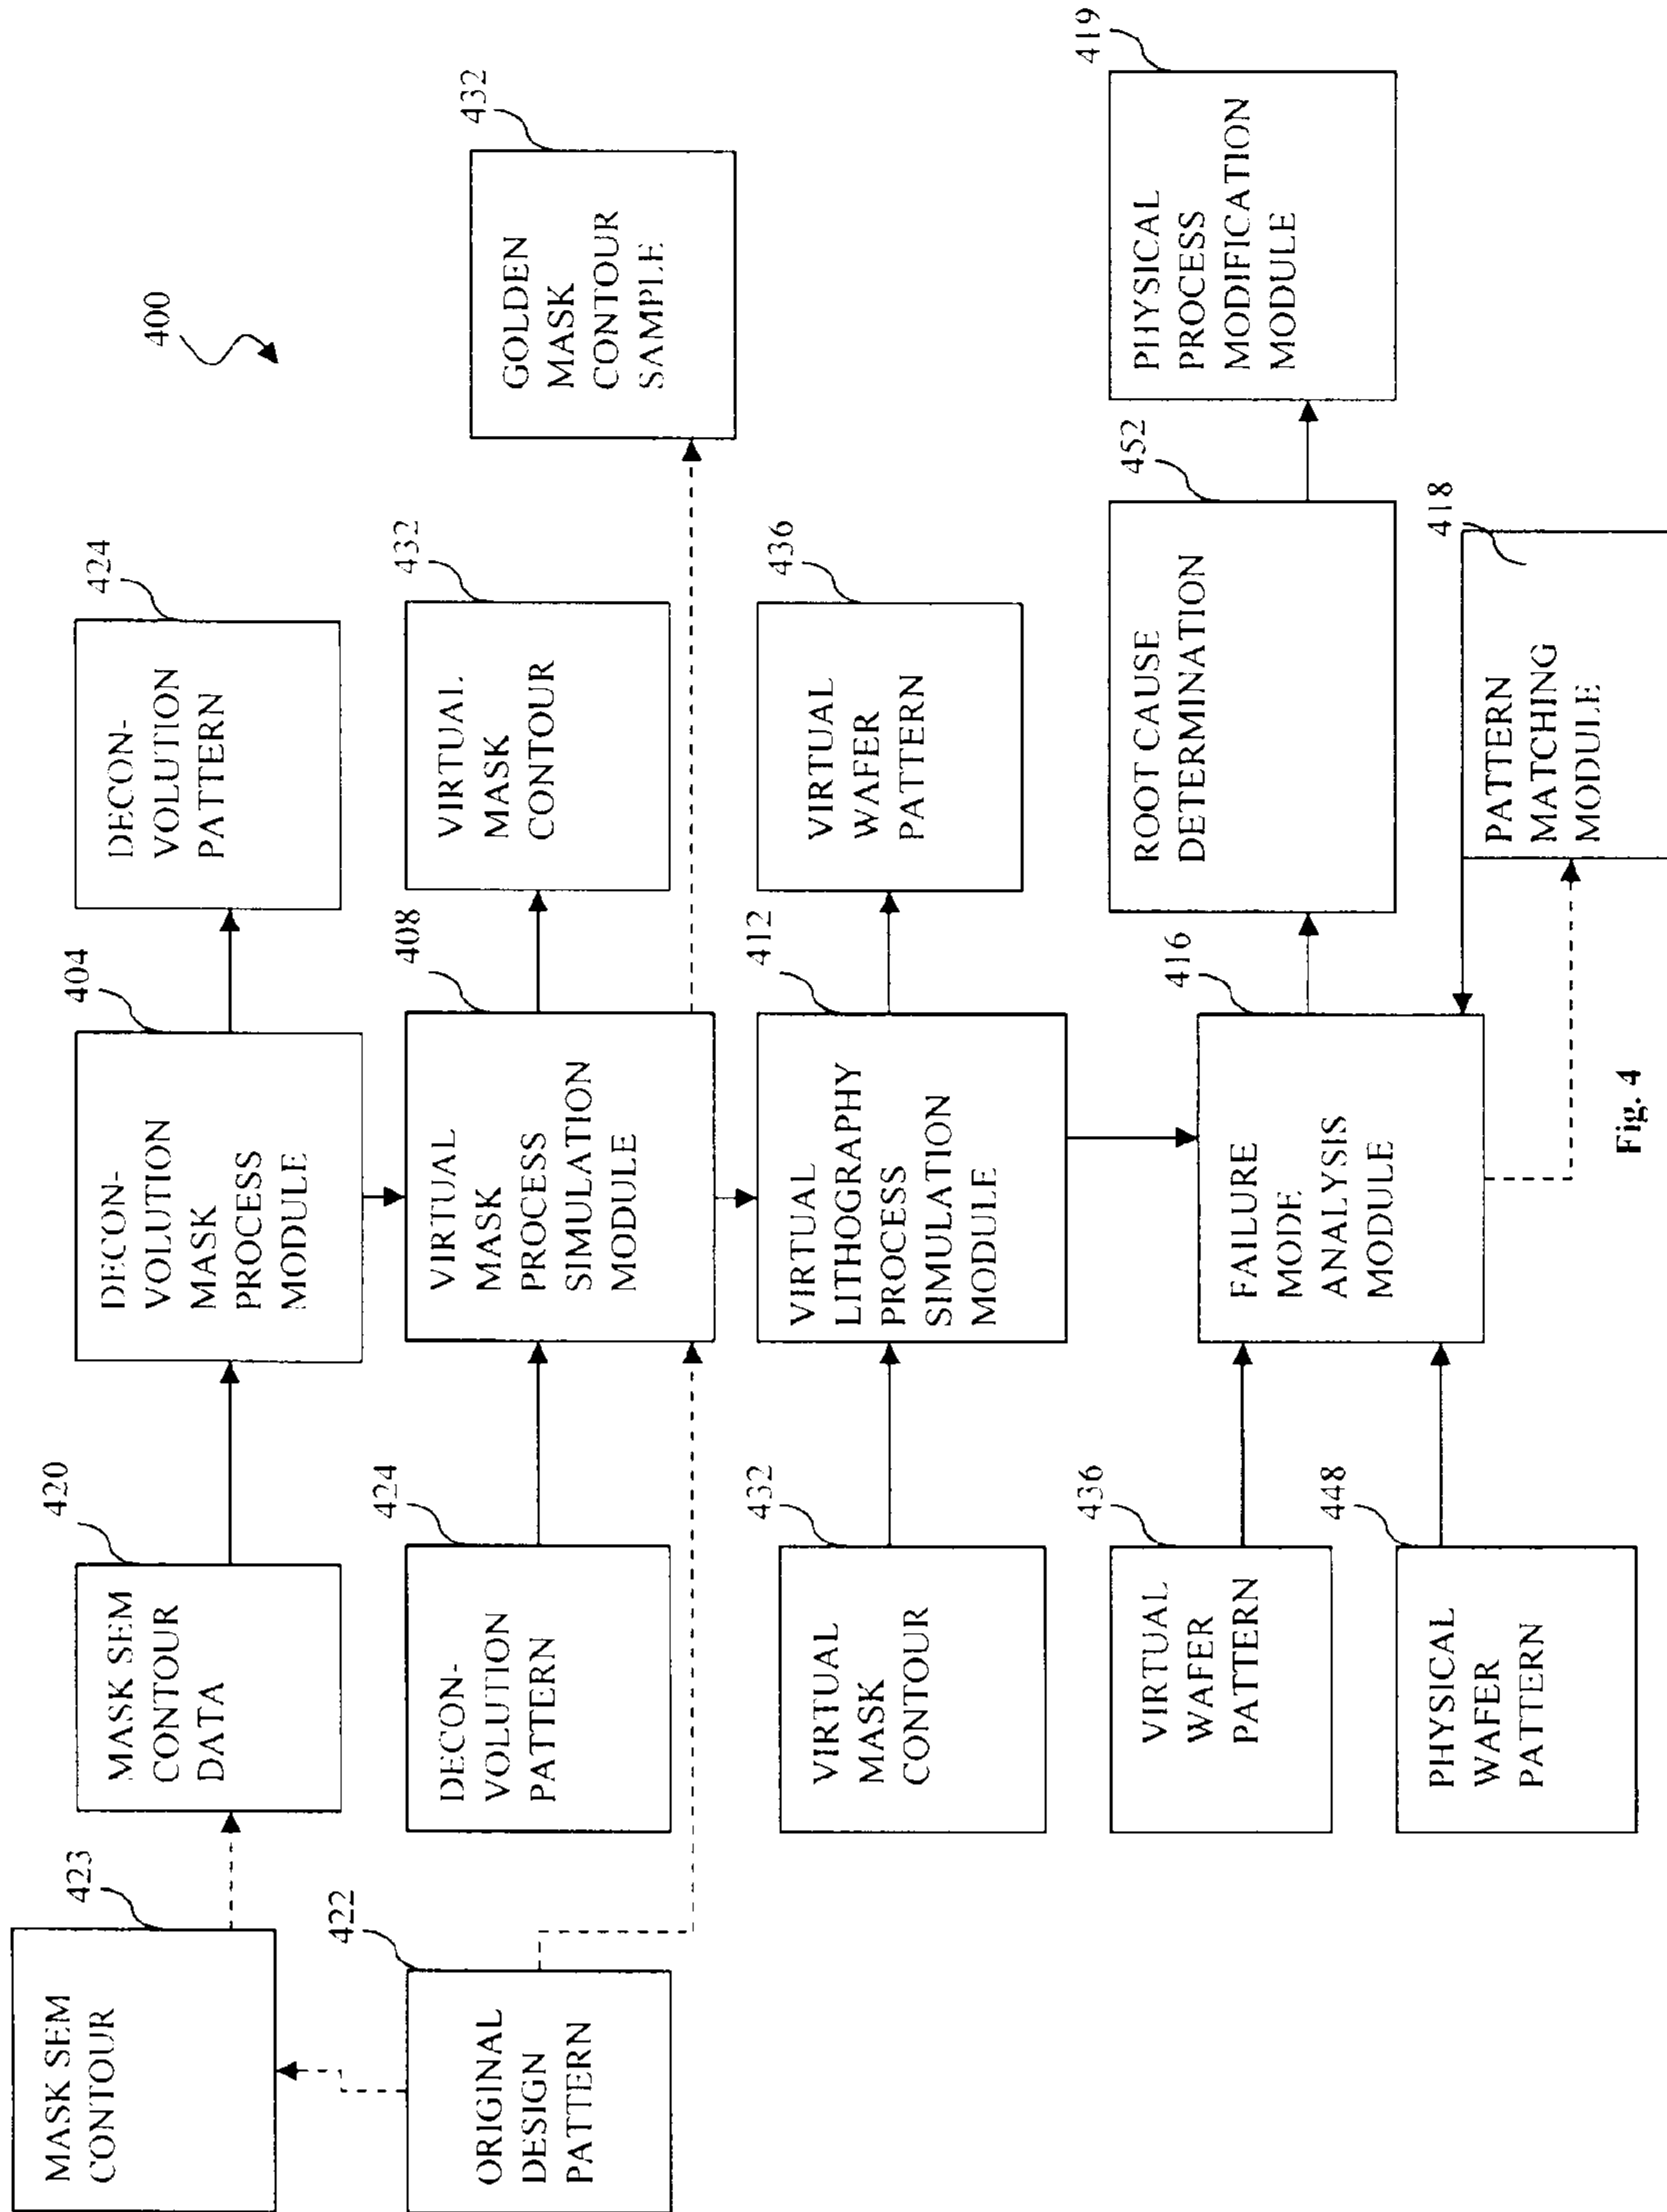 400
423
MASK SEM
CONTOUR
420
MASK SEM
CONTOUR
DATA
404
DECON-
VOLUTION
MASK
PROCESS
MODULE
424
DECON-
VOLUTION
PATTERN
422
ORIGINAL
DESIGN
PATTERN
424
DECON-
VOLUTION
PATTERN
408
VIRTUAL
MASK
PROCESS
SIMULATION
MODULE
432
VIRTUAL
MASK
CONTOUR
432
GOLDEN
MASK
CONTOUR
SAMPLE
432
VIRTUAL
MASK
CONTOUR
412
VIRTUAL
LITHOGRAPHY
PROCESS
SIMULATION
MODULE
436
VIRTUAL
WAFER
PATTERN
436
VIRTUAL
WAFER
PATTERN
448
PHYSICAL
WAFER
PATTERN
416
FAILURE
MODE
ANALYSIS
MODULE
452
ROOT CAUSE
DETERMINATION
419
PHYSICAL
PROCESS
MODIFICATION
MODULE
418
PATTERN
MATCHING
MODULE
Fig. 4